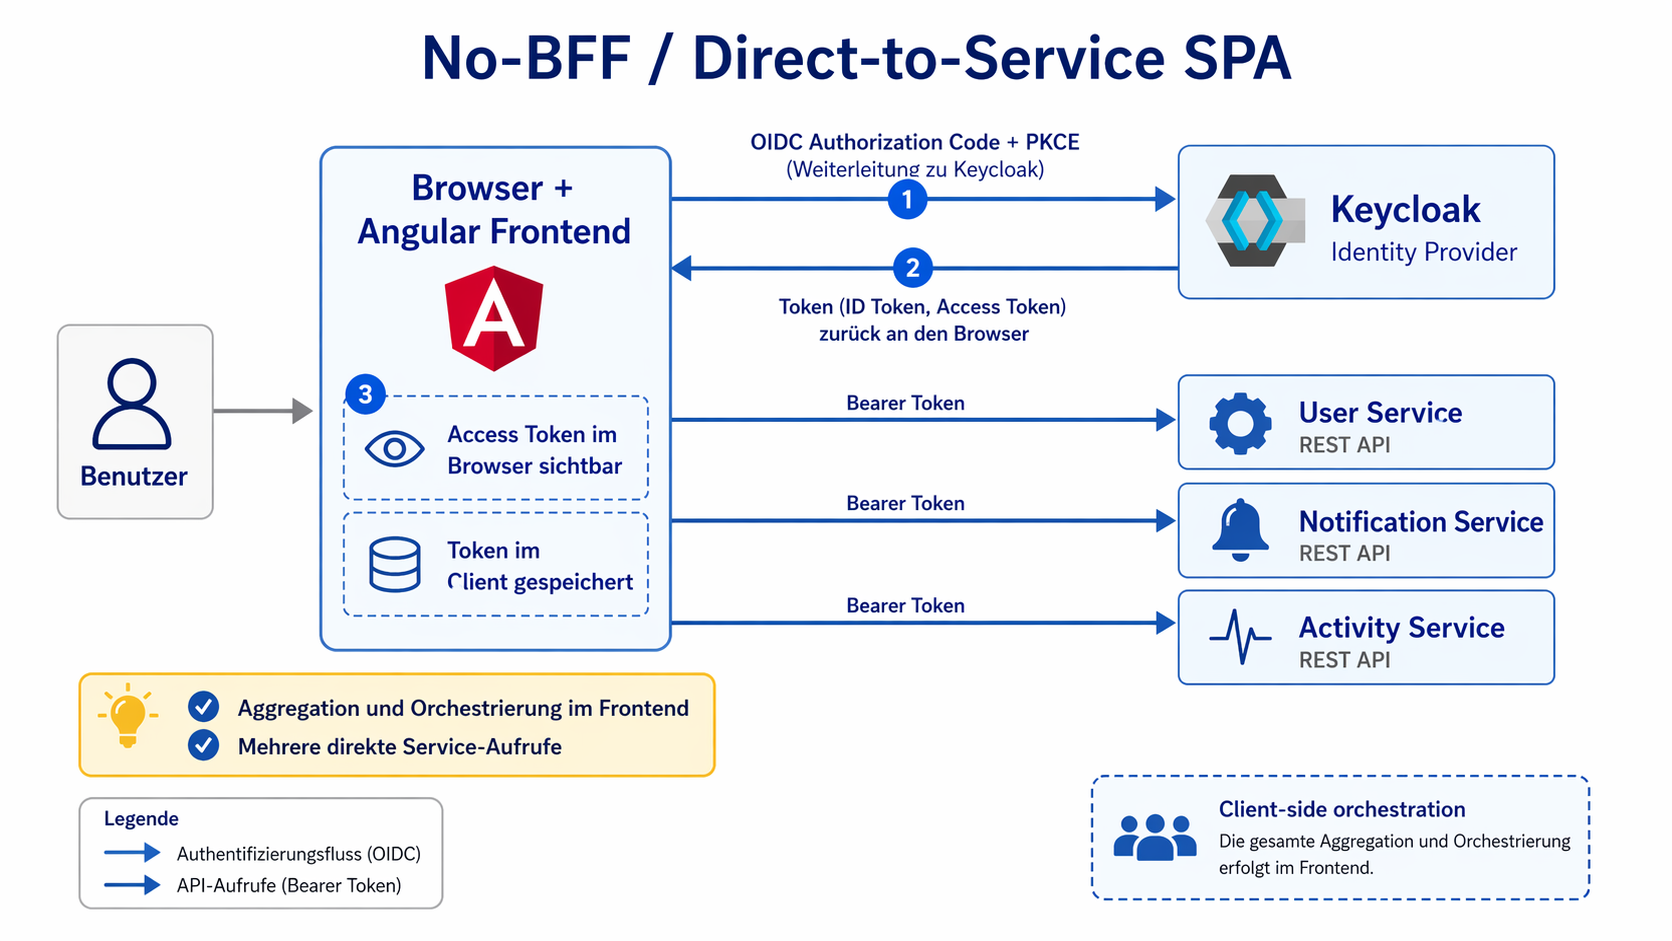 No-BFF / Direct-to-Service SPA
Benutzer
Browser +
Angular Frontend
A
3
Access Token im
Browser sichtbar
Token im
Client gespeichert
OIDC Authorization Code + PKCE
(Weiterleitung zu Keycloak)
1
2
Token (ID Token, Access Token)
zurück an den Browser
Bearer Token
Bearer Token
Bearer Token
Keycloak
Identity Provider
User Service
REST API
Notification Service
REST API
Activity Service
REST API
Aggregation und Orchestrierung im Frontend
Mehrere direkte Service-Aufrufe
Legende
Authentifizierungsfluss (OIDC)
API-Aufrufe (Bearer Token)
Client-side orchestration
Die gesamte Aggregation und Orchestrierung
erfolgt im Frontend.